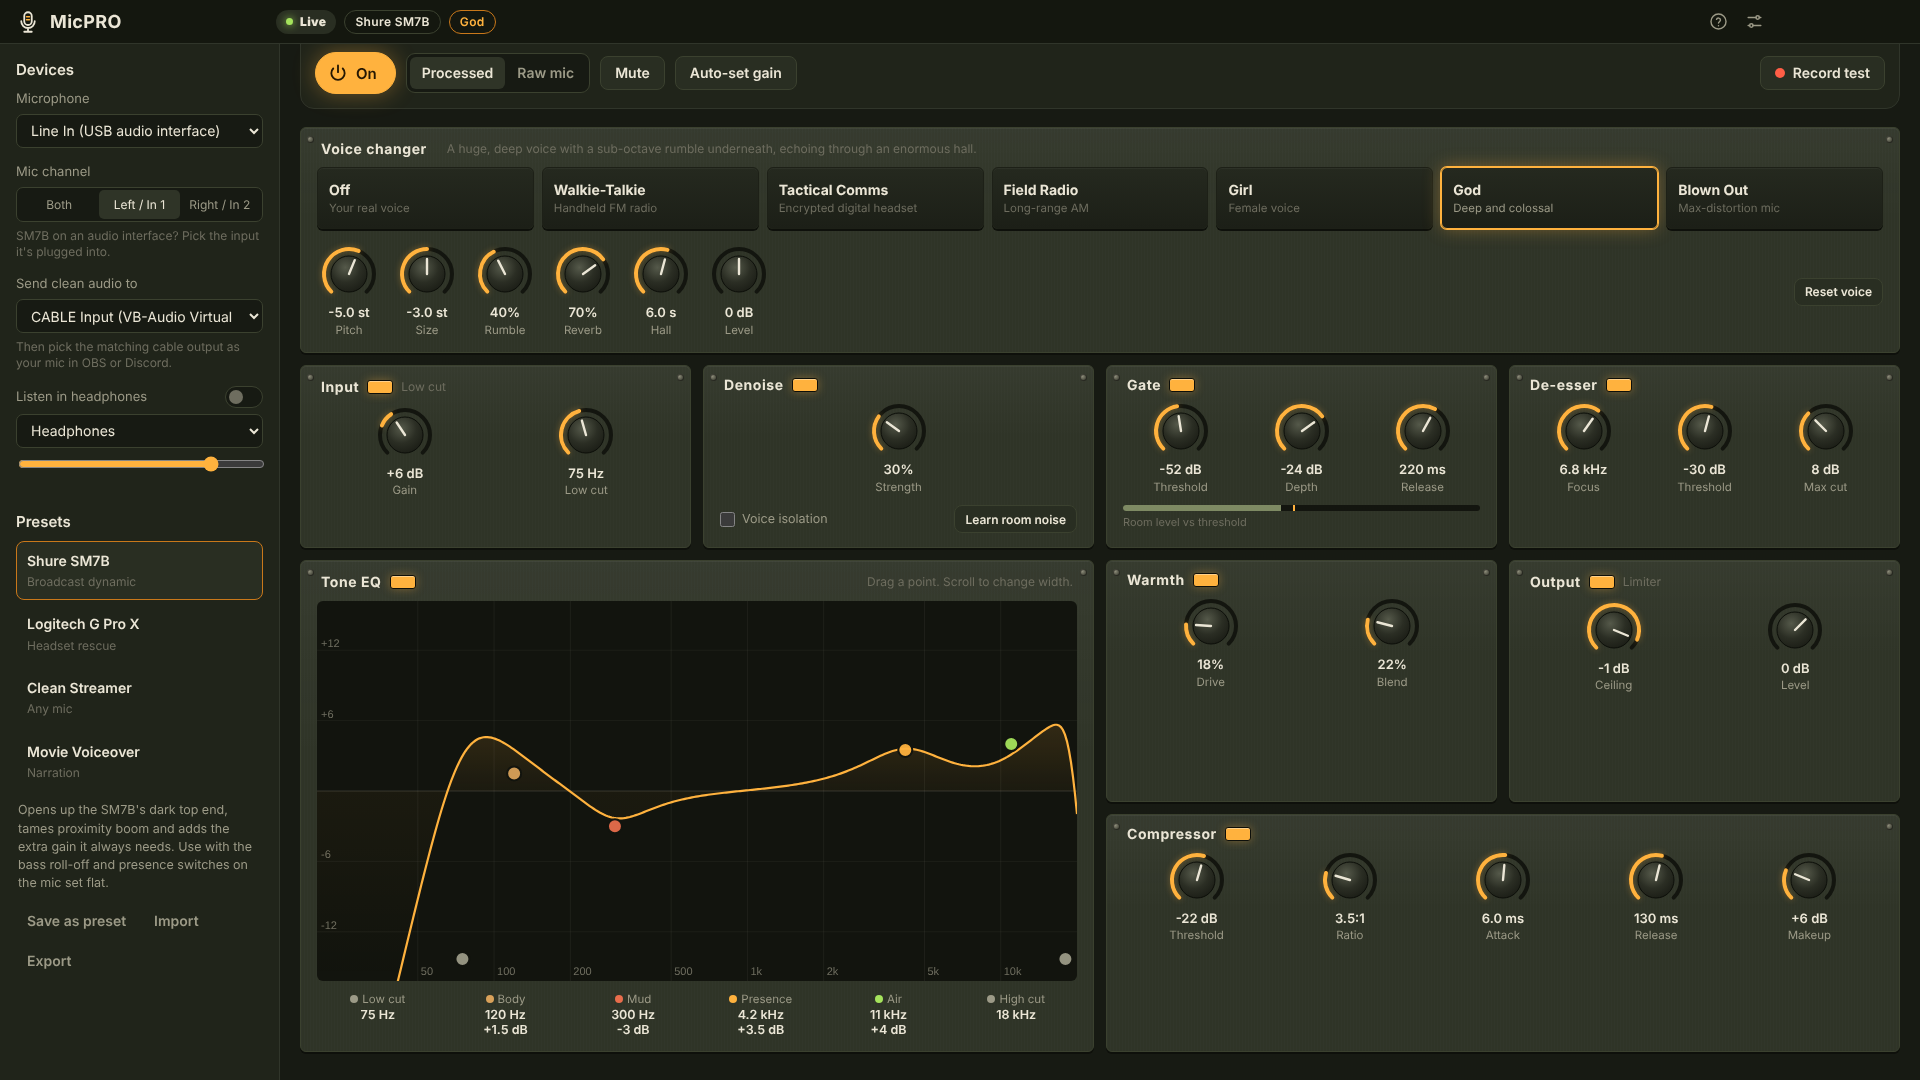 MicPRO
Live
Shure SM7B
God
Devices
Microphone
Line In (USB audio interface)
Mic channel
Both
Left / In 1
Right / In 2
SM7B on an audio interface? Pick the input
it's plugged into.
Send clean audio to
CABLE Input (VB-Audio Virtual
Then pick the matching cable output as
your mic in OBS or Discord.
Listen in headphones
Headphones
Presets
Shure SM7B
Broadcast dynamic
Logitech G Pro X
Headset rescue
Clean Streamer
Any mic
Movie Voiceover
Narration
Opens up the SM7B's dark top end,
tames proximity boom and adds the
extra gain it always needs. Use with the
bass roll-off and presence switches on
the mic set flat.
Save as preset
Import
Export
On
Processed
Raw mic
Mute
Auto-set gain
Record test
Voice changer
A huge, deep voice with a sub-octave rumble underneath, echoing through an enormous hall.
Off
Your real voice
Walkie-Talkie
Handheld FM radio
Tactical Comms
Encrypted digital headset
Field Radio
Long-range AM
Girl
Female voice
God
Deep and colossal
Blown Out
Max-distortion mic
-5.0 st
Pitch
-3.0 st
Size
40%
Rumble
70%
Reverb
6.0 s
Hall
0 dB
Level
Reset voice
Input
Low cut
+6 dB
Gain
75 Hz
Low cut
Denoise
30%
Strength
Voice isolation
Learn room noise
Gate
-52 dB
Threshold
-24 dB
Depth
220 ms
Release
Room level vs threshold
De-esser
6.8 kHz
Focus
-30 dB
Threshold
8 dB
Max cut
Tone EQ
Drag a point. Scroll to change width.
+12
+6
-6
-12
50
100
200
500
1k
2k
5k
10k
Low cut
75 Hz
Body
120 Hz
+1.5 dB
Mud
300 Hz
-3 dB
Presence
4.2 kHz
+3.5 dB
Air
11 kHz
+4 dB
High cut
18 kHz
Warmth
18%
Drive
22%
Blend
Output
Limiter
-1 dB
Ceiling
0 dB
Level
Compressor
-22 dB
Threshold
3.5:1
Ratio
6.0 ms
Attack
130 ms
Release
+6 dB
Makeup